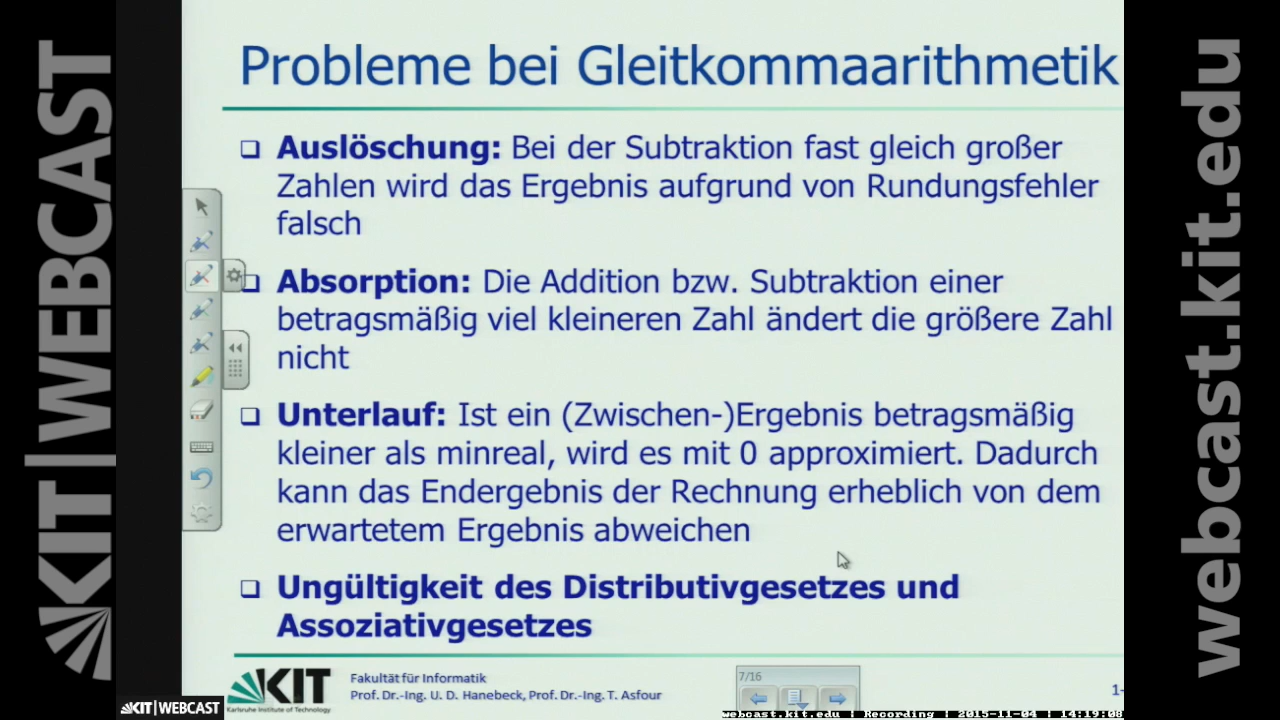 Probleme bei Gleitkommaarithmetik
Auslöschung: Bei der Subtraktion fast gleich großer
Zahlen wird das Ergebnis aufgrund von Rundungsfehler
falsch
Absorption: Die Addition bzw. Subtraktion einer
betragsmäßig viel kleineren Zahl ändert die größere Zahl
nicht
Unterlauf: Ist ein (Zwischen-)Ergebnis betragsmäßig
kleiner als minreal, wird es mit 0 approximiert. Dadurch
kann das Endergebnis der Rechnung erheblich von dem
erwartetem Ergebnis abweichen
Ungültigkeit des Distributivgesetzes und
Assoziativgesetzes
KIT
Karlsruhe Institute of Technology
Fakultät für Informatik
Prof. Dr.-Ing. U. D. Hanebeck, Prof. Dr.-Ing. T. Asfour
7/16
1-
KIT|WEBCAST
webcast.kit.edu | Recording | 2015-11-04 | 14:19:08
KIT|WEBCAST
webcast.kit.edu